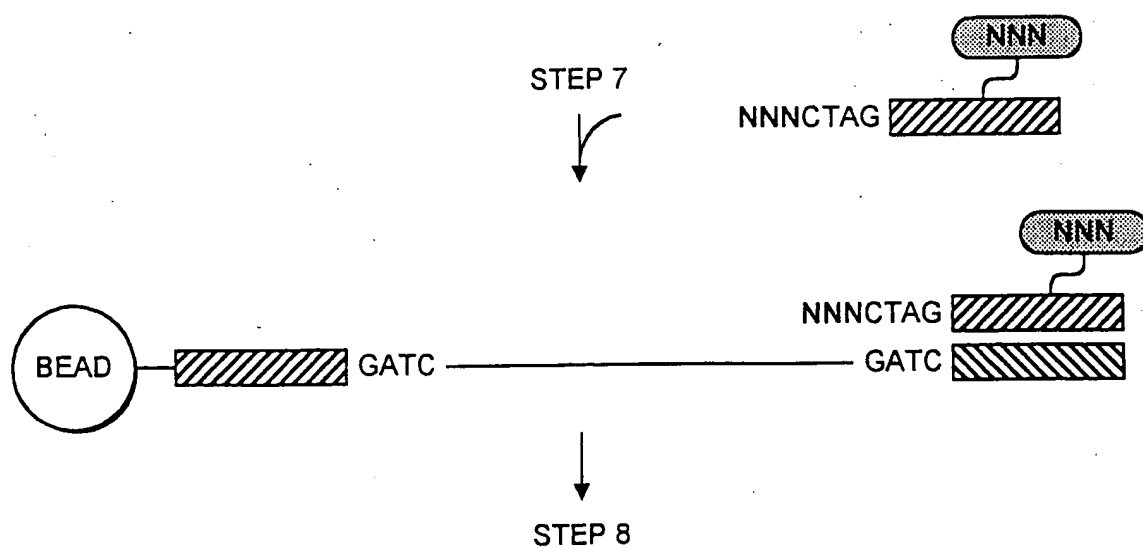 NNN
STEP 7
NNNCTAG
NNN
NNNCTAG
BEAD GATC GATC
STEP 8